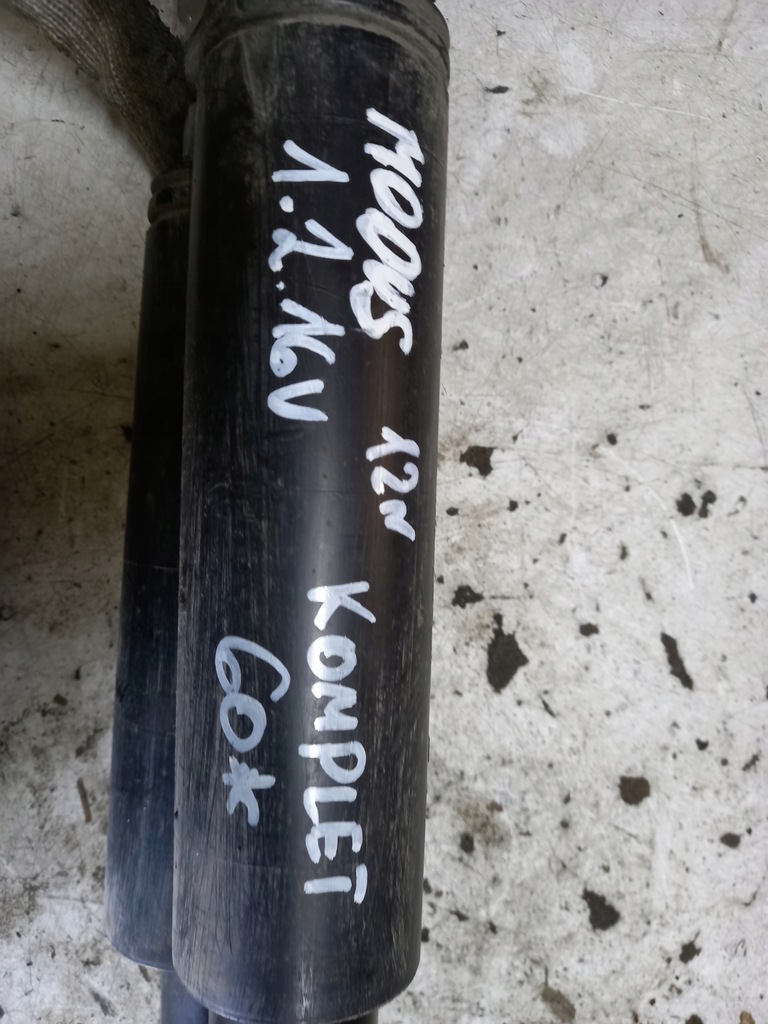 MODUS 12r
1.2.16V
KOMPLET
60*